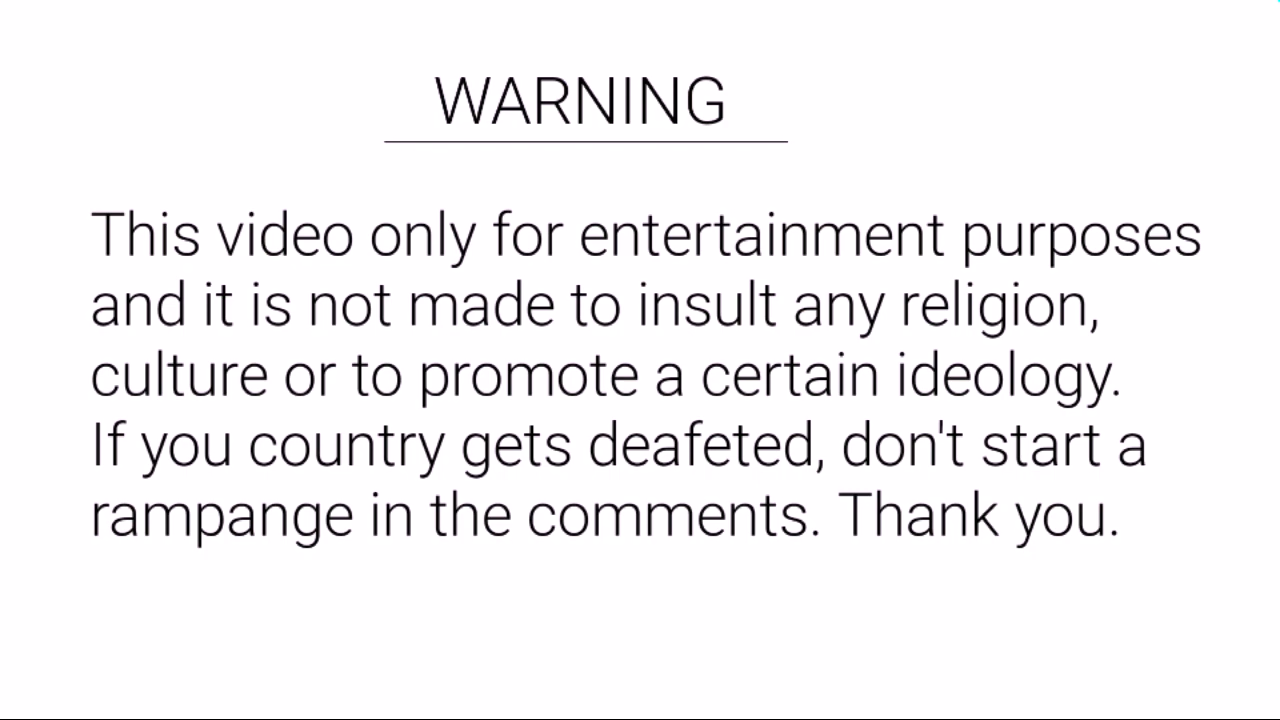 WARNING
This video only for entertainment purposes
and it is not made to insult any religion,
culture or to promote a certain ideology.
If you country gets deafeted, don't start a
rampange in the comments. Thank you.